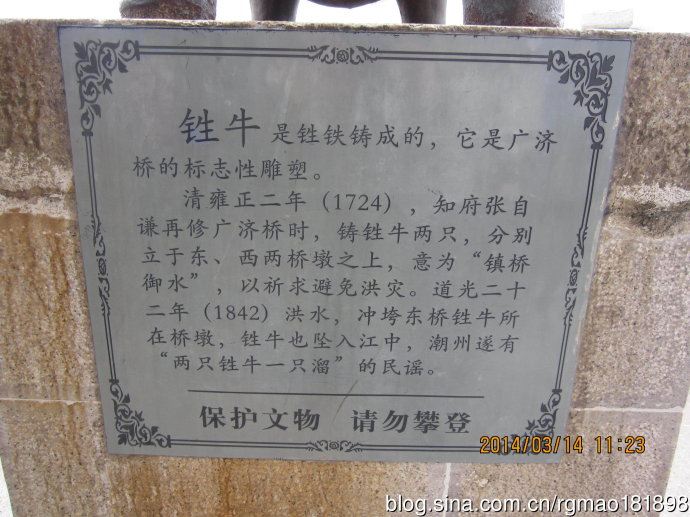 鉎牛是鉎铁铸成的，它是广济
桥的标志性雕塑。
清雍正二年（1724），知府张自
谦再修广济桥时，铸鉎牛两只，分别
立于东、西两桥墩之上，意为“镇桥
御水”，以祈求避免洪灾。道光二十
二年（1842）洪水，冲垮东桥鉎牛所
在桥墩，鉎牛也坠入江中，潮州遂有
“两只鉎牛一只溜”的民谣。
保护文物 请勿攀登
2014/03/14 11:23
blog.sina.com.cn/rgmao181898